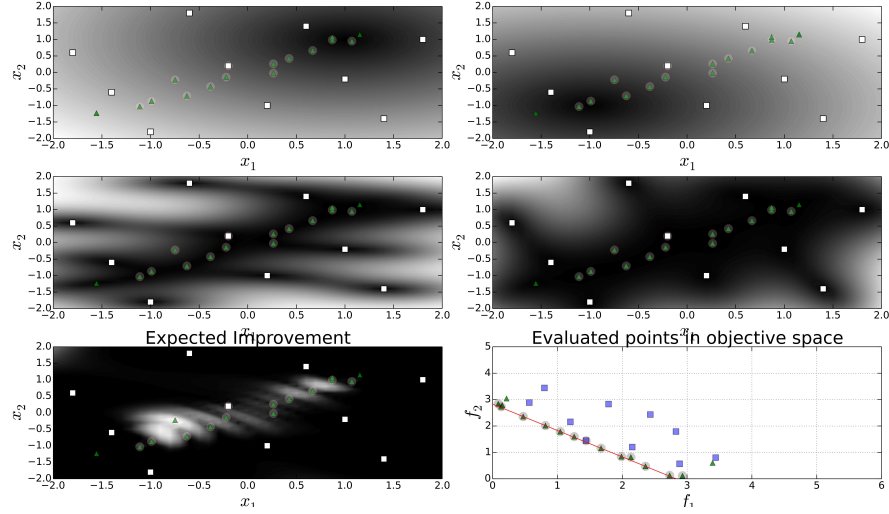 2.0 1.5 1.0 0.5 0.0 −0.5 −1.0 −1.5 −2.0
x2
−2.0 −1.5 −1.0 −0.5 0.0 0.5 1.0 1.5 2.0
x1
2.0 1.5 1.0 0.5 0.0 −0.5 −1.0 −1.5 −2.0
x2
−2.0 −1.5 −1.0 −0.5 0.0 0.5 1.0 1.5 2.0
x1
2.0 1.5 1.0 0.5 0.0 −0.5 −1.0 −1.5 −2.0
x2
−2.0 −1.5 −1.0 −0.5 0.0 0.5 1.0 1.5 2.0
x1
2.0 1.5 1.0 0.5 0.0 −0.5 −1.0 −1.5 −2.0
x2
−2.0 −1.5 −1.0 −0.5 0.0 0.5 1.0 1.5 2.0
Expected Improvement
2.0 1.5 1.0 0.5 0.0 −0.5 −1.0 −1.5 −2.0
x2
−2.0 −1.5 −1.0 −0.5 0.0 0.5 1.0 1.5 2.0
x1
Evaluated points in objective space
5 4 3 2 1 0
f2
0 1 2 3 4 5 6
f1